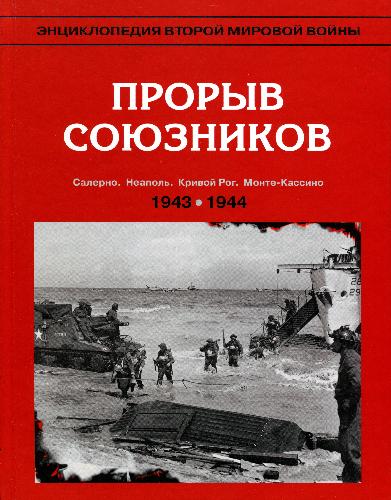 ЭНЦИКЛОПЕДИЯ ВТОРОЙ МИРОВОЙ ВОЙНЫ
ПРОРЫВ
СОЮЗНИКОВ
Салерно. Неаполь. Кривой Рог. Монте-Кассино
1943 • 1944